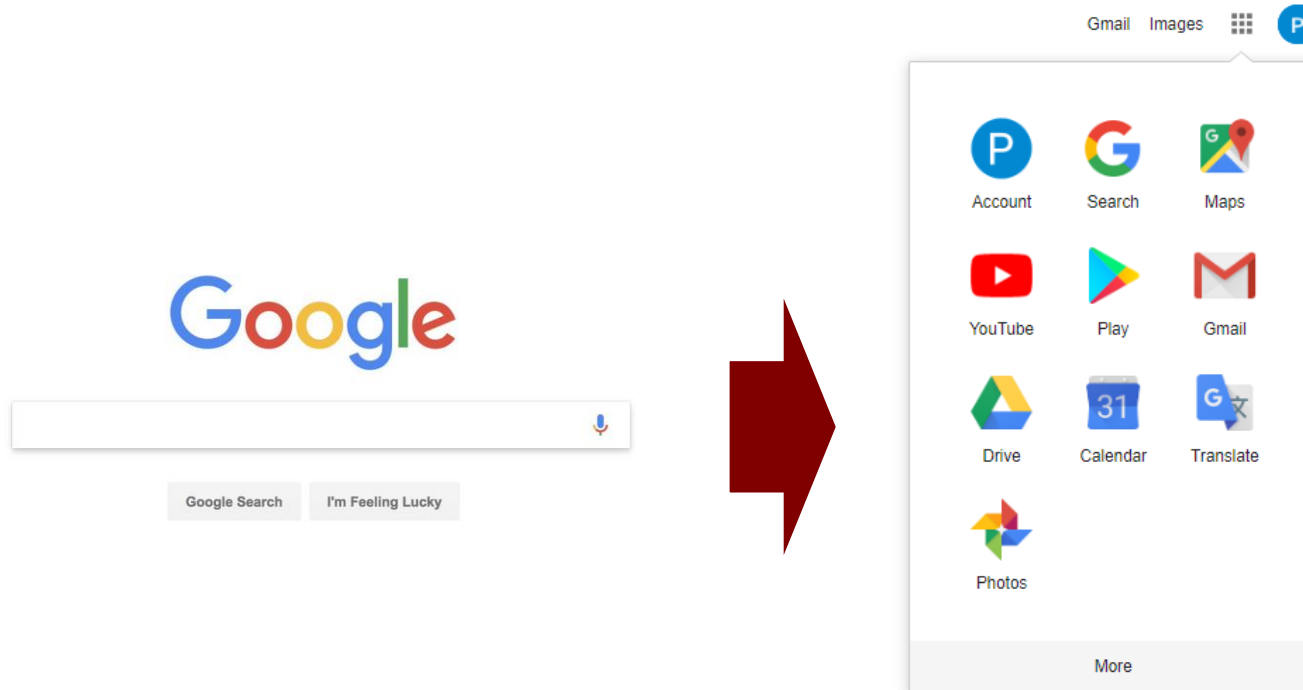 Gmail Images P
P G G
Account Search Maps
YouTube Play Gmail
31 G 文
Drive Calendar Translate
Photos
More
Google
Google Search I'm Feeling Lucky